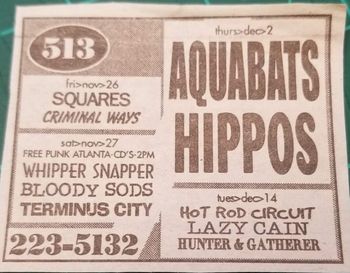 513
fri>nov>26
SQUARES
CRIMINAL WAYS
sat>nov>27
FREE PUNK ATLANTA-CD'S-2PM
WHIPPER SNAPPER
BLOODY SODS
TERMINUS CITY
223-5132
thurs>dec>2
AQUABATS
HIPPOS
tues>dec>14
HOT ROD CIRCUIT
LAZY CAIN
HUNTER & GATHERER